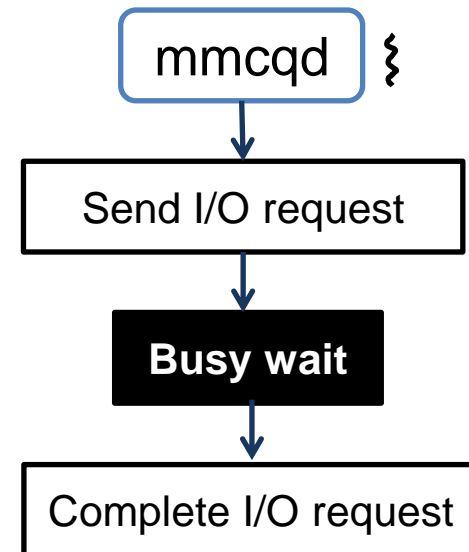 mmcqd
Send I/O request
Busy wait
Complete I/O request